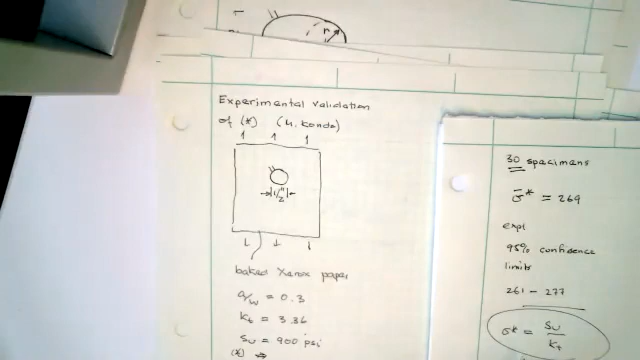 r
Experimental validation
of (*) (H. Konda)
1/2"
baked Xerox paper
a/w = 0.3
Kt = 3.36
Su = 900 psi
(*) ⇒
30 specimens
σ̄* = 269
expt
95% confidence
limits
261 - 277
σ* = Su/Kt